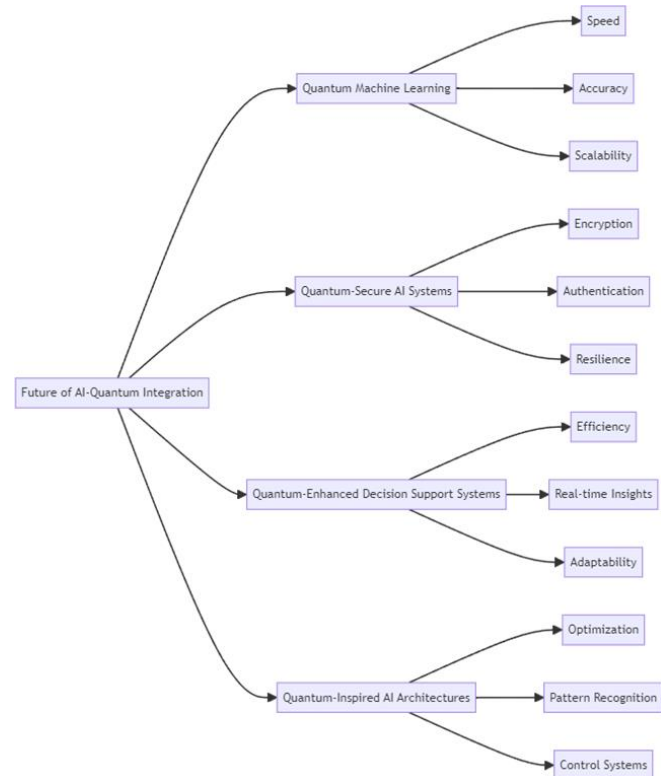 Future of AI-Quantum Integration
Quantum Machine Learning
Speed
Accuracy
Scalability
Quantum-Secure AI Systems
Encryption
Authentication
Resilience
Quantum-Enhanced Decision Support Systems
Efficiency
Real-time Insights
Adaptability
Quantum-Inspired AI Architectures
Optimization
Pattern Recognition
Control Systems